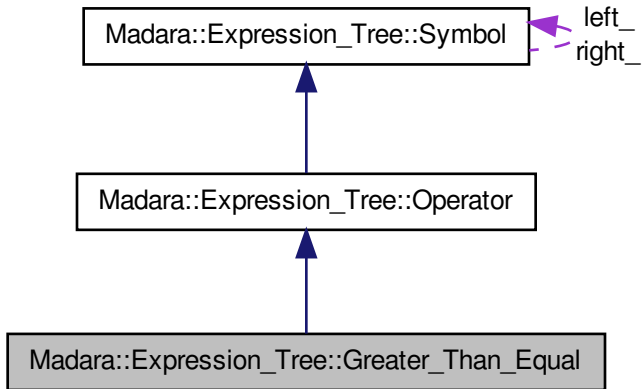 Madara::Expression_Tree::Symbol
left_
right_
Madara::Expression_Tree::Operator
Madara::Expression_Tree::Greater_Than_Equal